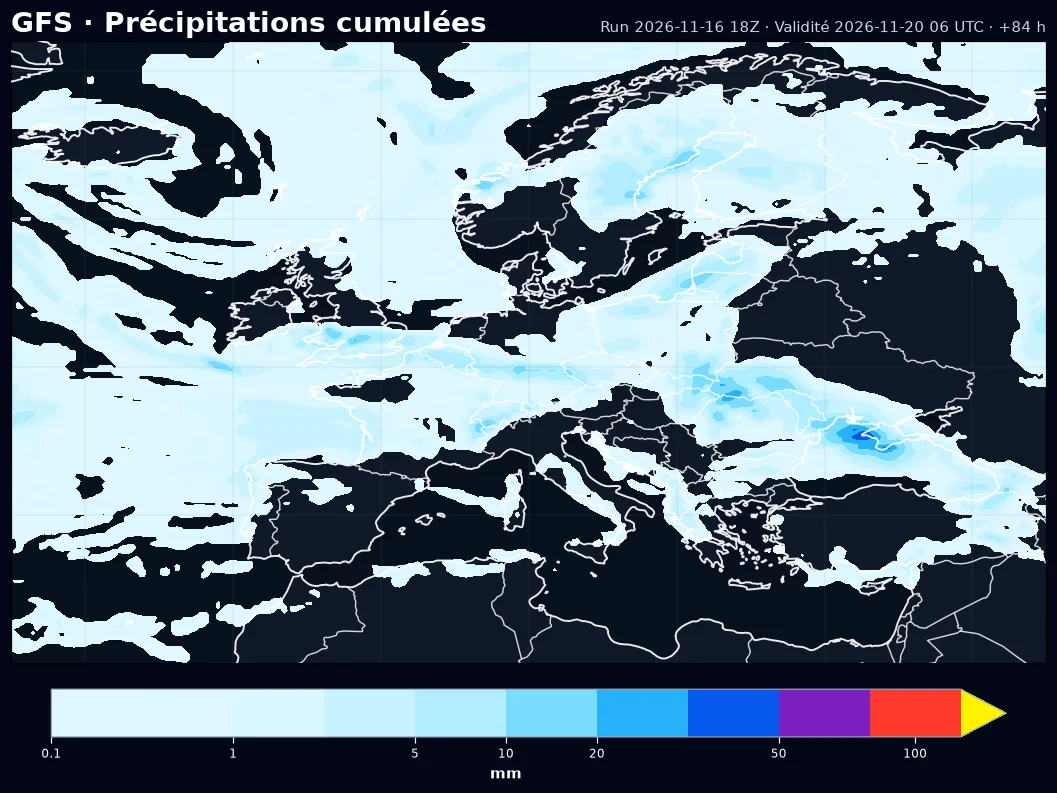 GFS · Précipitations cumulées
Run 2026-11-16 18Z · Validité 2026-11-20 06 UTC · +84 h
0.1 1 5 10 20 50 100
mm